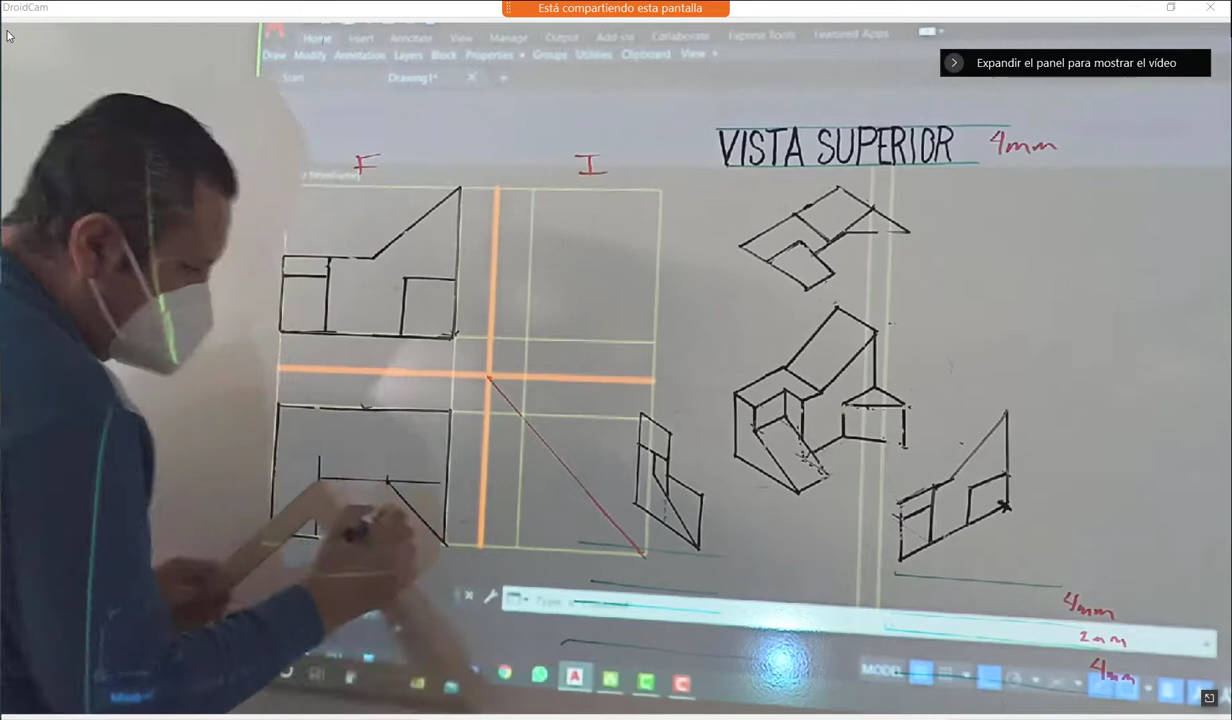 DroidCam
Está compartiendo esta pantalla
Home Insert Annotate View Manage Output Add-ins Collaborate Express Tools Featured Apps
Draw Modify Annotation Layers Block Properties Groups Utilities Clipboard View
Expandir el panel para mostrar el vídeo
Start Drawing1*
VISTA SUPERIOR 4mm
F I
4mm
2mm
4mm
MODEL